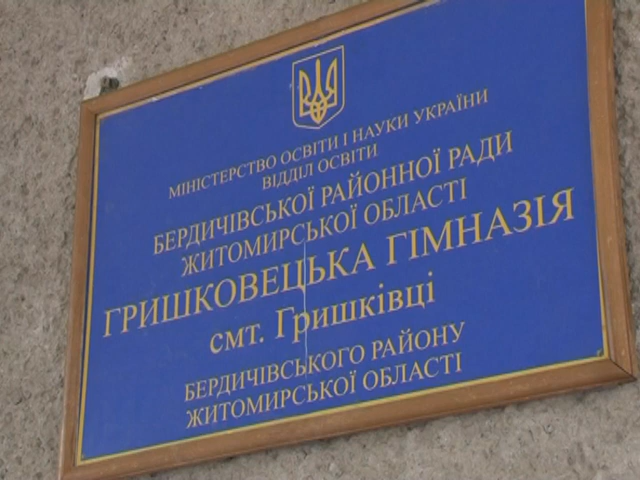 МІНІСТЕРСТВО ОСВІТИ І НАУКИ УКРАЇНИ
ВІДДІЛ ОСВІТИ
БЕРДИЧІВСЬКОЇ РАЙОННОЇ РАДИ
ЖИТОМИРСЬКОЇ ОБЛАСТІ
ГРИШКОВЕЦЬКА ГІМНАЗІЯ
смт. Гришківці
БЕРДИЧІВСЬКОГО РАЙОНУ
ЖИТОМИРСЬКОЇ ОБЛАСТІ